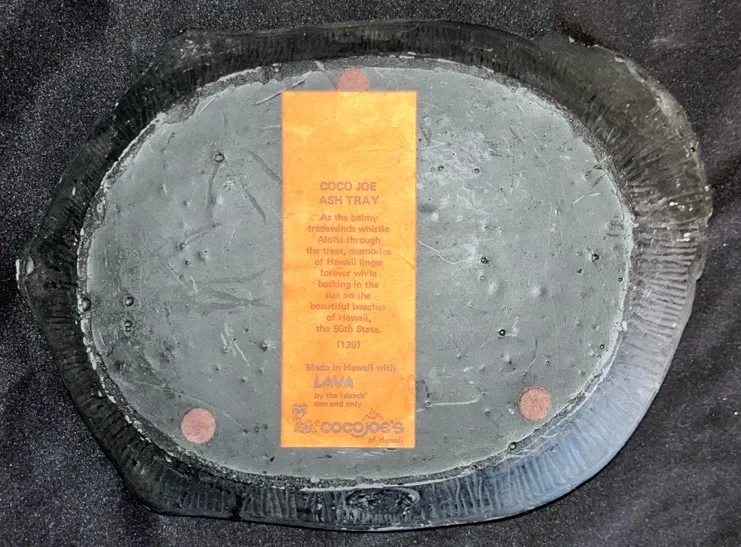 COCO JOE
ASH TRAY
As the balmy
tradewinds whistle
Aloha through
the trees, memories
of Hawaii linger
forever while
basking in the
sun on the
beautiful beaches
of Hawaii,
the 50th State.
(139)
Made in Hawaii with
LAVA
by the Islands'
one and only
COCOJOE'S
of Hawaii